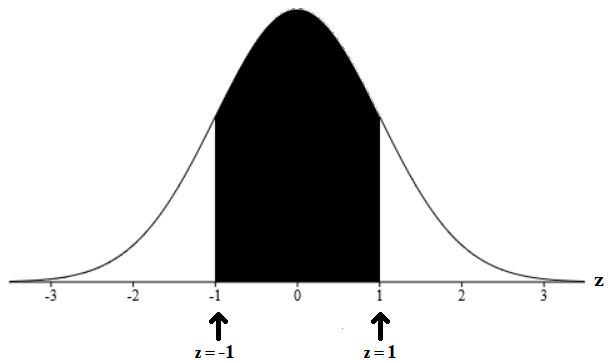 -3 -2 -1 0 1 2 3 z
z = -1 z = 1